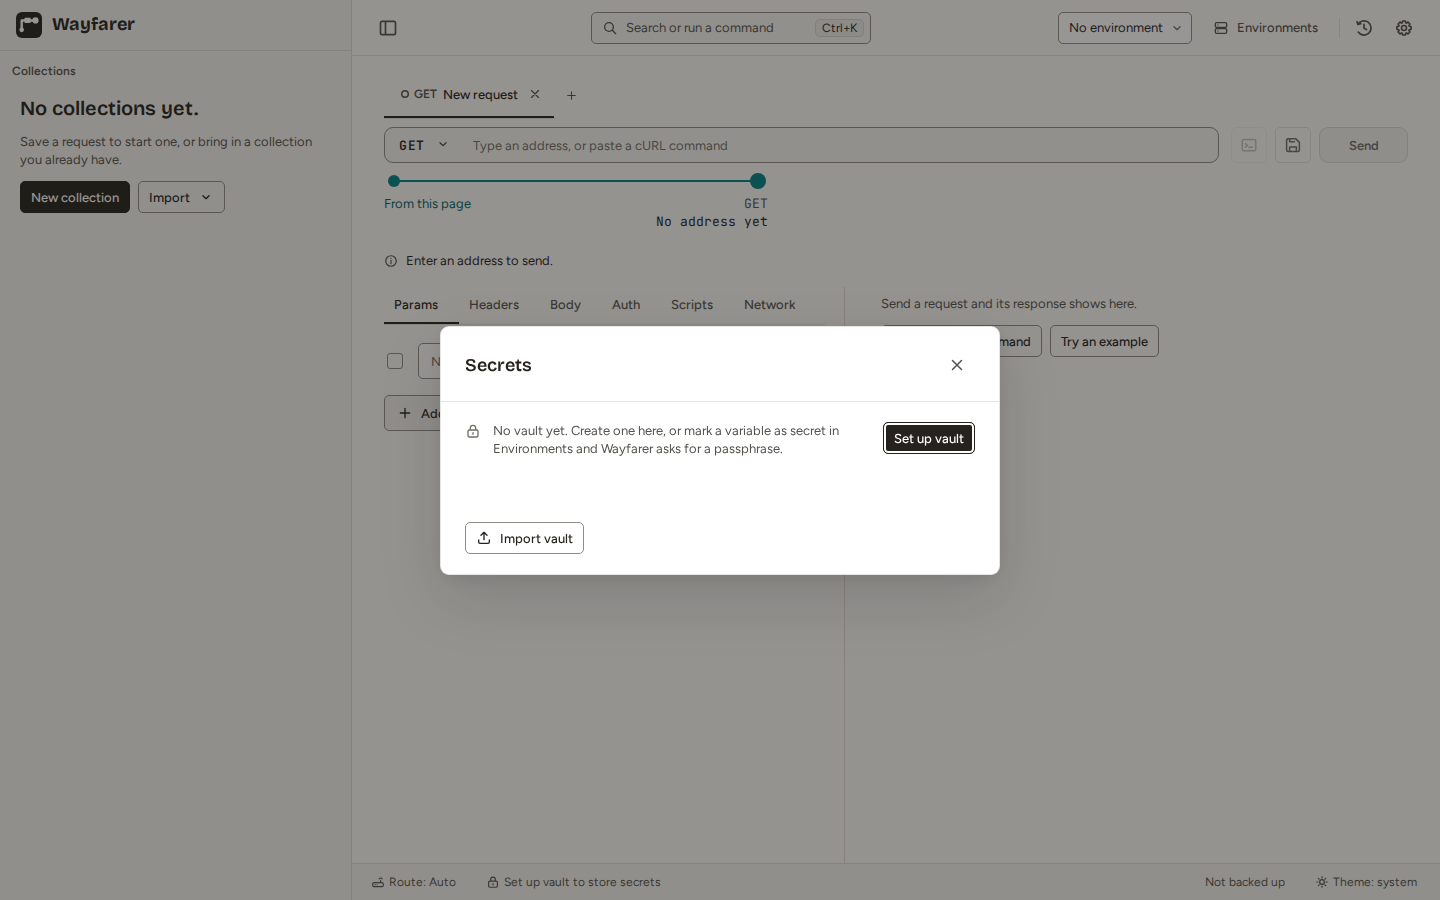 Wayfarer
Search or run a command
Ctrl+K
No environment
Environments
Collections
No collections yet.
Save a request to start one, or bring in a collection
you already have.
New collection
Import
GET New request
GET
Type an address, or paste a cURL command
Send
From this page
GET
No address yet
Enter an address to send.
Params
Headers
Body
Auth
Scripts
Network
Send a request and its response shows here.
Try an example
Secrets
No vault yet. Create one here, or mark a variable as secret in
Environments and Wayfarer asks for a passphrase.
Set up vault
Import vault
Route: Auto
Set up vault to store secrets
Not backed up
Theme: system